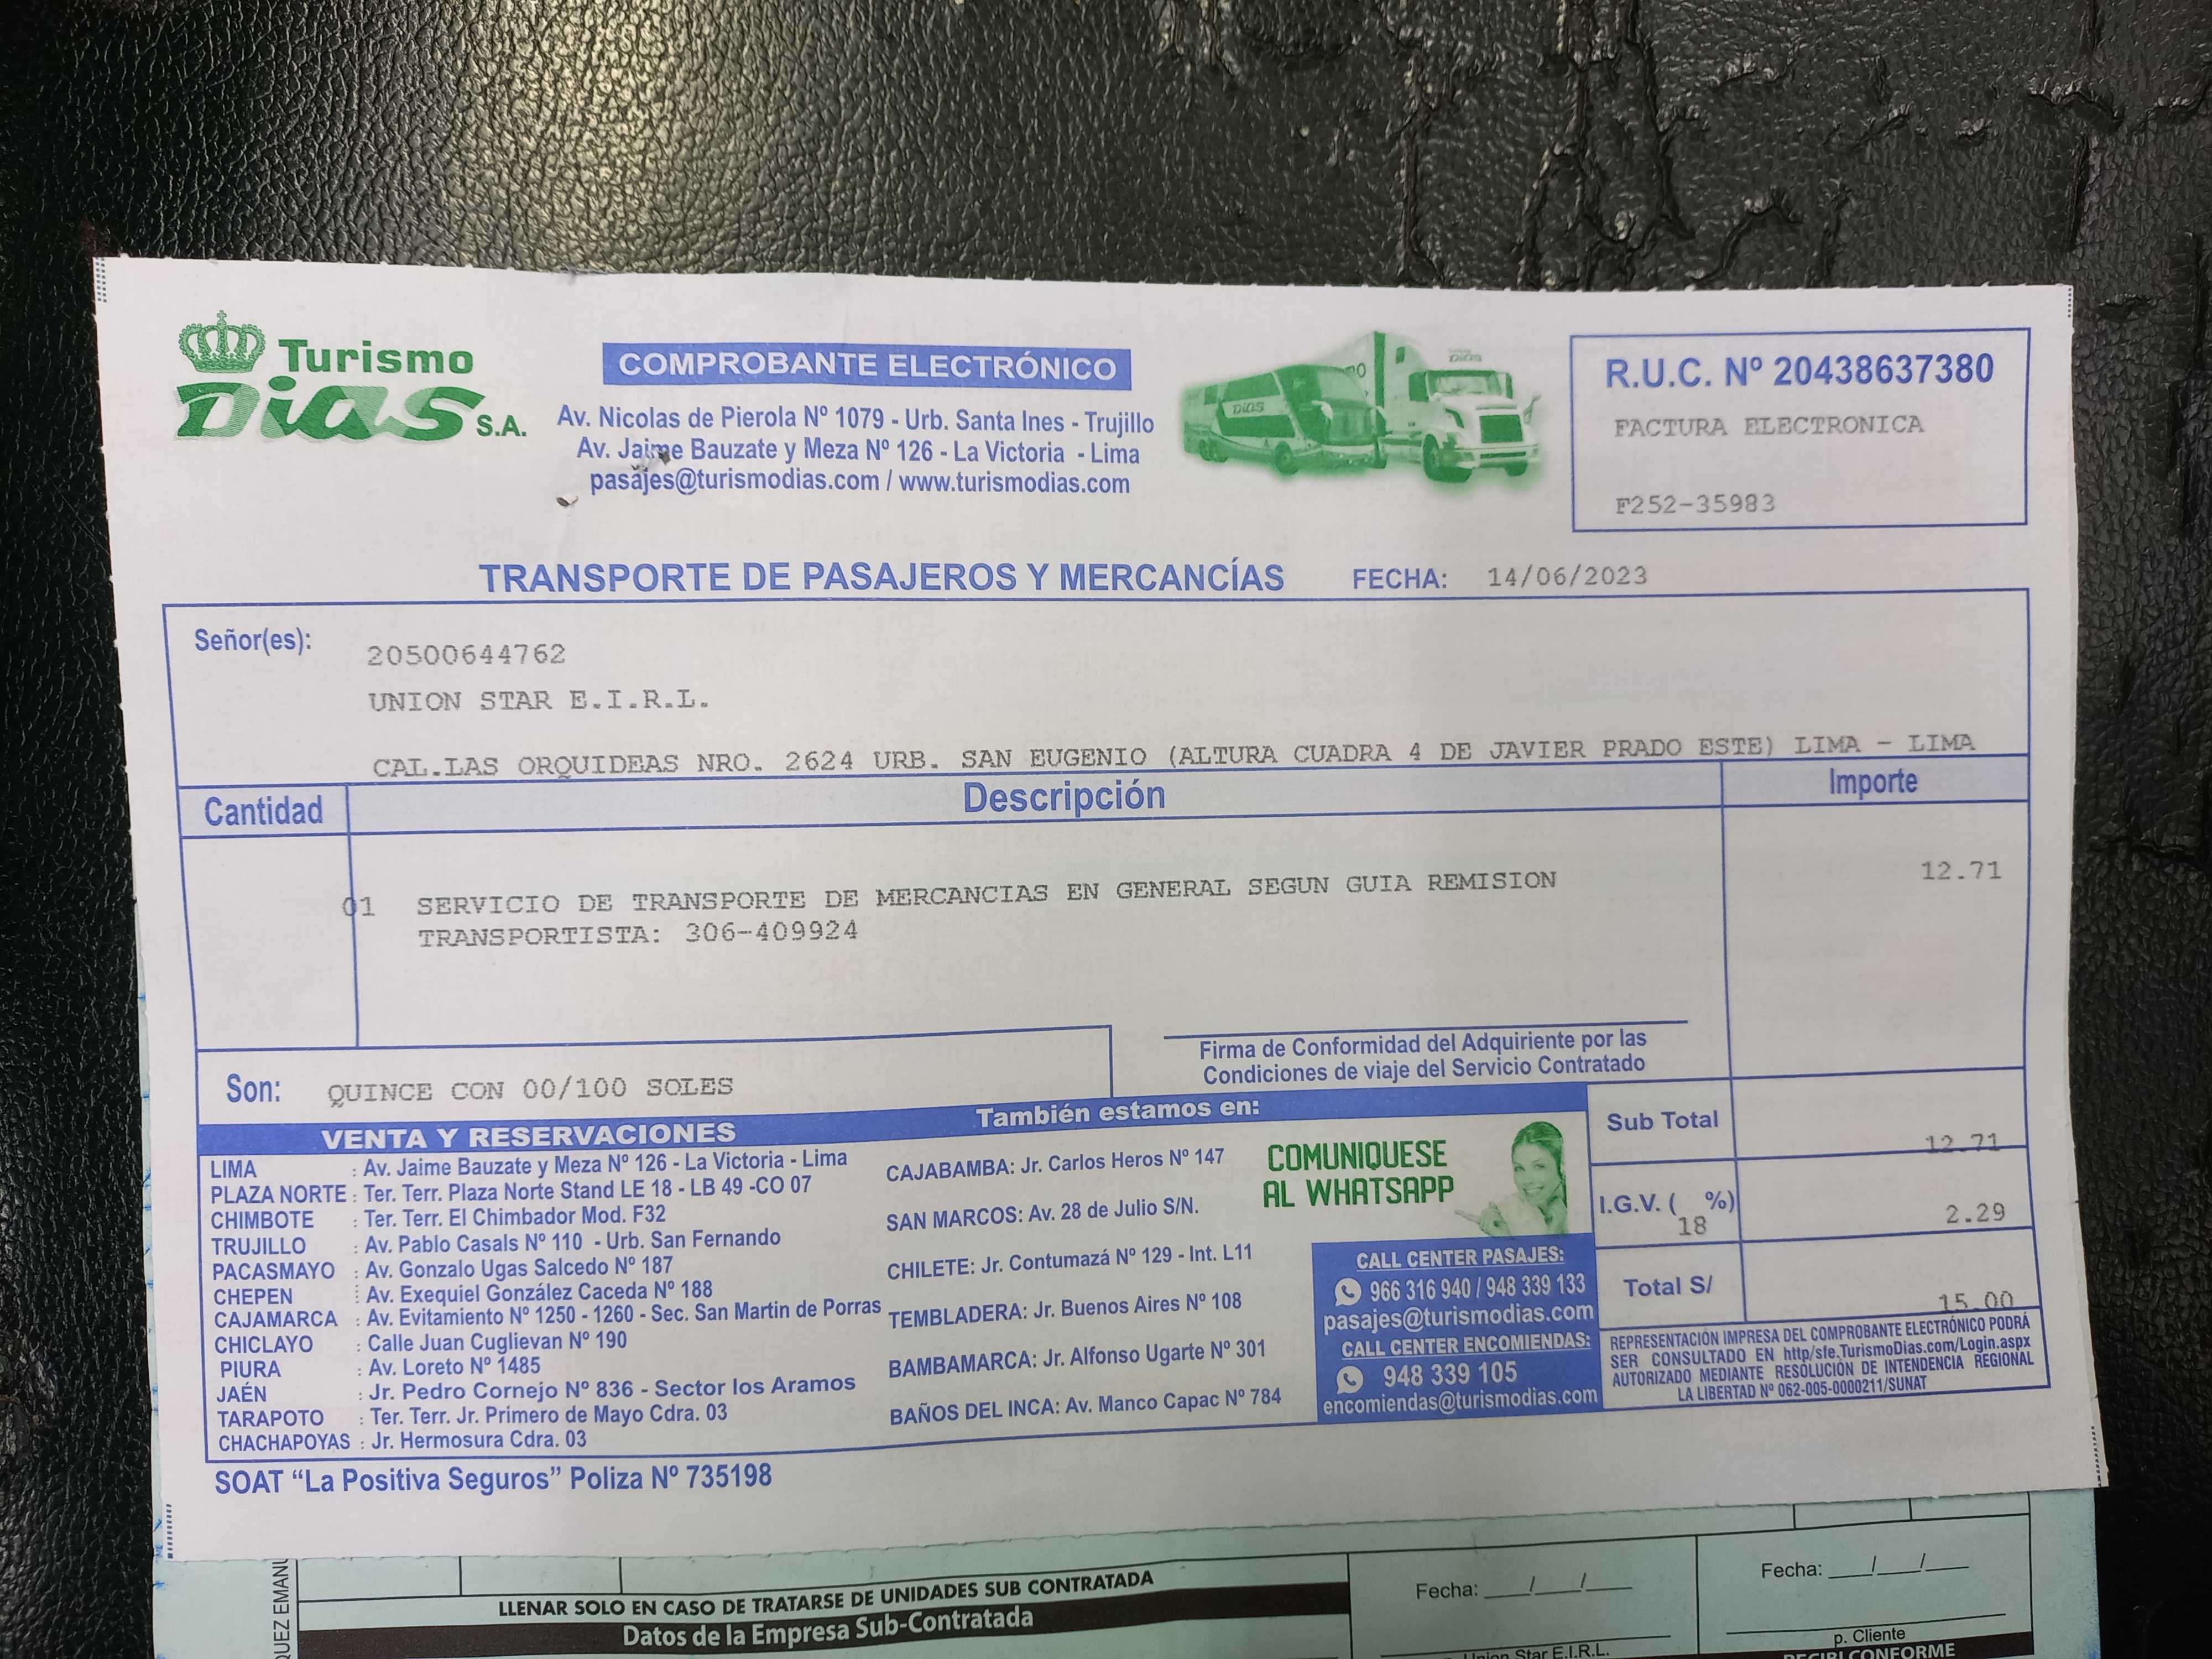 Turismo
Dias S.A.
COMPROBANTE ELECTRÓNICO
Av. Nicolas de Pierola Nº 1079 - Urb. Santa Ines - Trujillo
Av. Jaime Bauzate y Meza Nº 126 - La Victoria - Lima
pasajes@turismodias.com / www.turismodias.com
DIAS
DIAS
R.U.C. Nº 20438637380
FACTURA ELECTRONICA
F252-35983
TRANSPORTE DE PASAJEROS Y MERCANCÍAS
FECHA: 14/06/2023
Señor(es):
20500644762
UNION STAR E.I.R.L.
CAL.LAS ORQUIDEAS NRO. 2624 URB. SAN EUGENIO (ALTURA CUADRA 4 DE JAVIER PRADO ESTE) LIMA - LIMA
Cantidad Descripción Importe
01 SERVICIO DE TRANSPORTE DE MERCANCIAS EN GENERAL SEGUN GUIA REMISION 12.71
TRANSPORTISTA: 306-409924
Firma de Conformidad del Adquiriente por las
Condiciones de viaje del Servicio Contratado
Son: QUINCE CON 00/100 SOLES
Sub Total 12.71
I.G.V. ( %) 2.29
18
Total S/ 15.00
VENTA Y RESERVACIONES
LIMA : Av. Jaime Bauzate y Meza Nº 126 - La Victoria - Lima
PLAZA NORTE : Ter. Terr. Plaza Norte Stand LE 18 - LB 49 -CO 07
CHIMBOTE : Ter. Terr. El Chimbador Mod. F32
TRUJILLO : Av. Pablo Casals Nº 110 - Urb. San Fernando
PACASMAYO : Av. Gonzalo Ugas Salcedo Nº 187
CHEPEN : Av. Exequiel González Caceda Nº 188
CAJAMARCA : Av. Evitamiento Nº 1250 - 1260 - Sec. San Martin de Porras
CHICLAYO : Calle Juan Cuglievan Nº 190
PIURA : Av. Loreto Nº 1485
JAÉN : Jr. Pedro Cornejo Nº 836 - Sector los Aramos
TARAPOTO : Ter. Terr. Jr. Primero de Mayo Cdra. 03
CHACHAPOYAS : Jr. Hermosura Cdra. 03
También estamos en:
CAJABAMBA: Jr. Carlos Heros Nº 147
SAN MARCOS: Av. 28 de Julio S/N.
CHILETE: Jr. Contumazá Nº 129 - Int. L11
TEMBLADERA: Jr. Buenos Aires Nº 108
BAMBAMARCA: Jr. Alfonso Ugarte Nº 301
BAÑOS DEL INCA: Av. Manco Capac Nº 784
COMUNIQUESE
AL WHATSAPP
CALL CENTER PASAJES:
966 316 940 / 948 339 133
pasajes@turismodias.com
CALL CENTER ENCOMIENDAS:
948 339 105
encomiendas@turismodias.com
REPRESENTACIÓN IMPRESA DEL COMPROBANTE ELECTRÓNICO PODRÁ
SER CONSULTADO EN http/sfe.TurismoDias.com/Login.aspx
AUTORIZADO MEDIANTE RESOLUCIÓN DE INTENDENCIA REGIONAL
LA LIBERTAD Nº 062-005-0000211/SUNAT
SOAT “La Positiva Seguros” Poliza Nº 735198
LLENAR SOLO EN CASO DE TRATARSE DE UNIDADES SUB CONTRATADA
Datos de la Empresa Sub-Contratada
Fecha: ___/___/___
Fecha: ___/___/___
Union Star E.I.R.L.
p. Cliente
RECIBI CONFORME